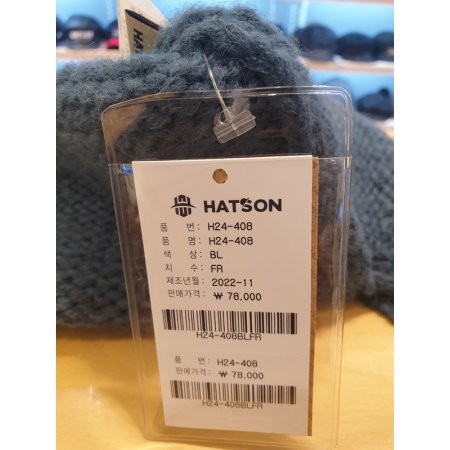 HATSON
품 번 : H24-408
품 명 : H24-408
색 상 : BL
치 수 : FR
제조년월 : 2022-11
판매가격 : ₩ 78,000
H24-408BLFR
품 번 : H24-408
판매가격 : ₩ 78,000
H24-408BLFR